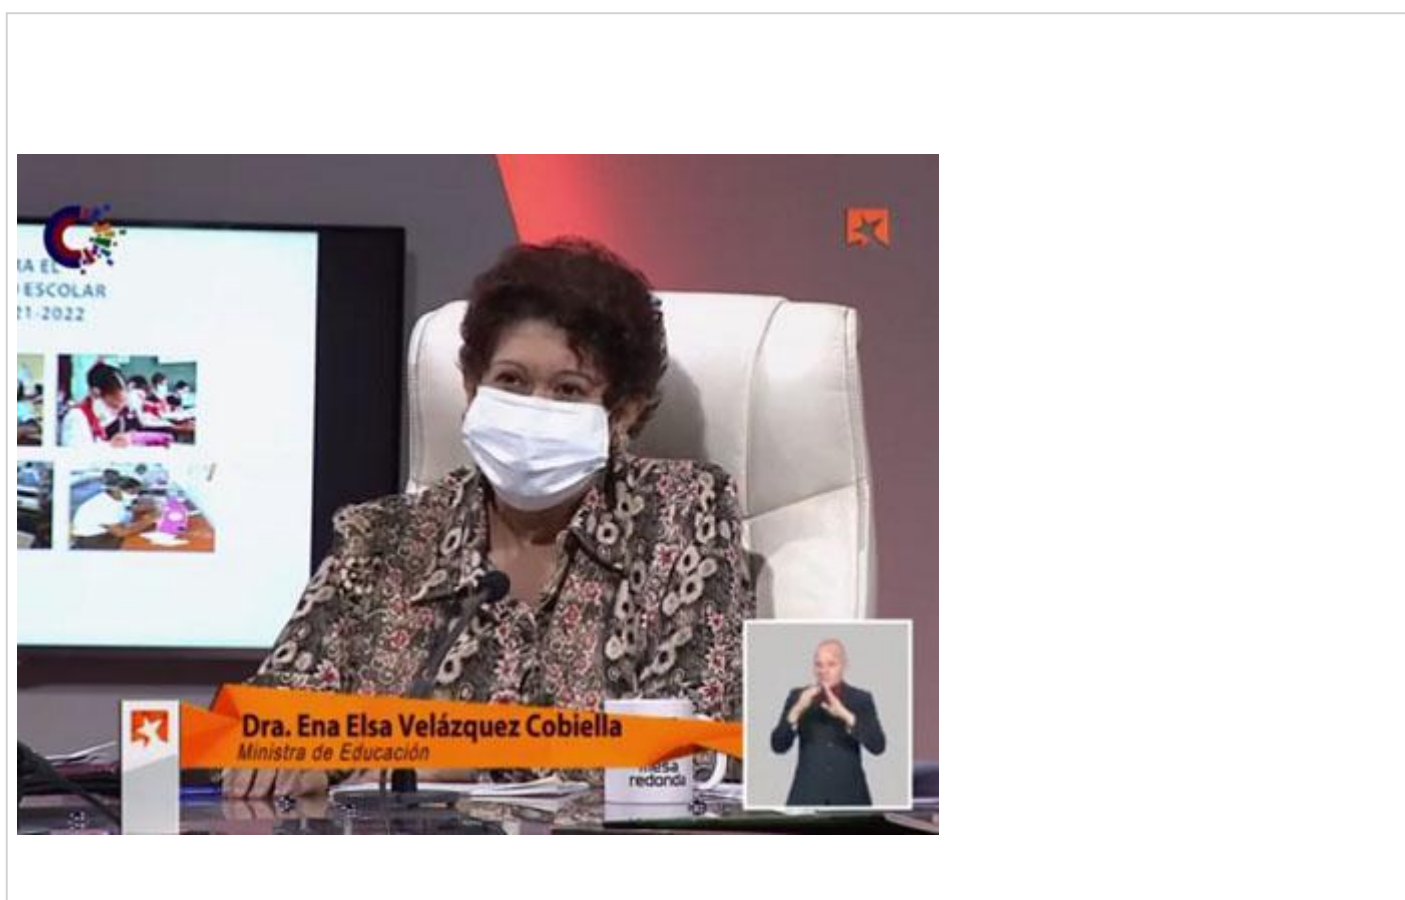 RA EL
ESCOLAR
21-2022
Dra. Ena Elsa Velázquez Cobiella
Ministra de Educación
mesa
redonda